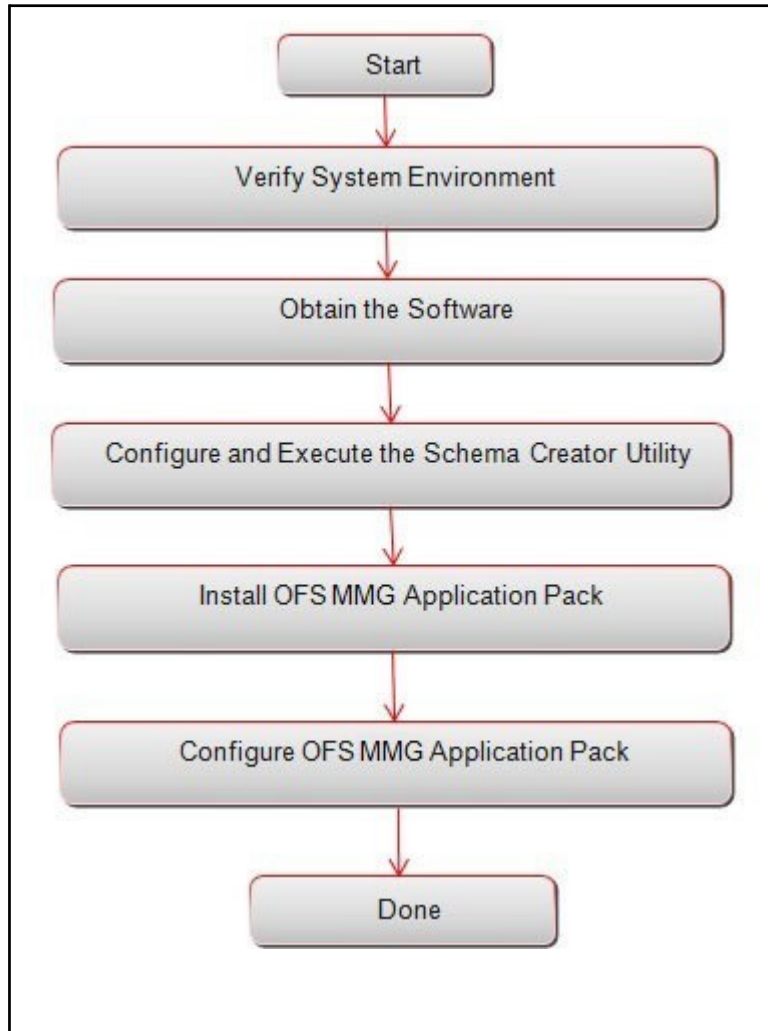 Start
Verify System Environment
Obtain the Software
Configure and Execute the Schema Creator Utility
Install OFS MMG Application Pack
Configure OFS MMG Application Pack
Done